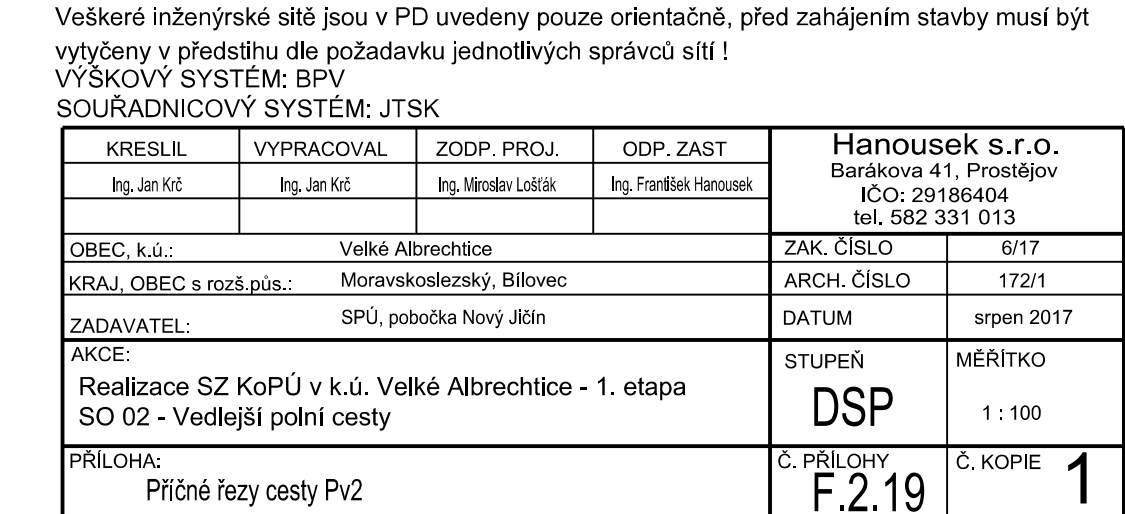 Veškeré inženýrské sitě jsou v PD uvedeny pouze orientačně, před zahájením stavby musí být
vytyčeny v předstihu dle požadavku jednotlivých správců sítí !
VÝŠKOVÝ SYSTÉM: BPV
SOUŘADNICOVÝ SYSTÉM: JTSK
KRESLIL VYPRACOVAL ZODP. PROJ. ODP. ZAST
Ing. Jan Krč Ing. Jan Krč Ing. Miroslav Lošťák Ing. František Hanousek
Hanousek s.r.o.
Barákova 41, Prostějov
IČO: 29186404
tel. 582 331 013
OBEC, k.ú.: Velké Albrechtice
ZAK. ČÍSLO 6/17
KRAJ, OBEC s rozš.půs.: Moravskoslezský, Bílovec
ARCH. ČÍSLO 172/1
ZADAVATEL: SPÚ, pobočka Nový Jičín
DATUM srpen 2017
AKCE:
Realizace SZ KoPÚ v k.ú. Velké Albrechtice - 1. etapa
SO 02 - Vedlejší polní cesty
STUPEŇ
DSP
MĚŘÍTKO
1 : 100
PŘÍLOHA:
Příčné řezy cesty Pv2
Č. PŘÍLOHY
F.2.19
Č. KOPIE 1